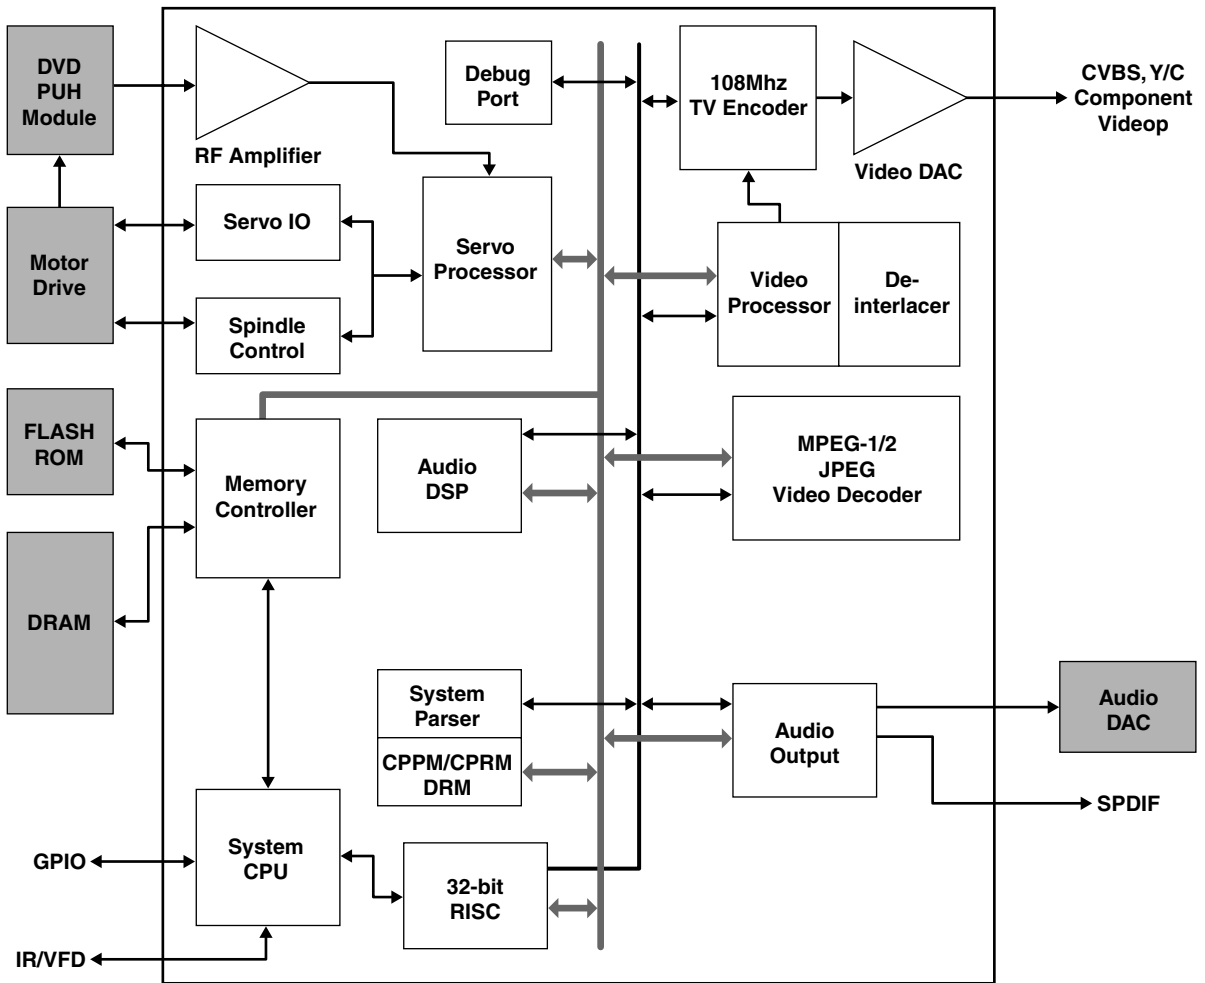 DVD
PUH
Module
RF Amplifier
Debug
Port
108Mhz
TV Encoder
Video DAC
CVBS, Y/C
Component
Videop
Motor
Drive
Servo IO
Spindle
Control
Servo
Processor
Video
Processor
De-
interlacer
FLASH
ROM
Memory
Controller
Audio
DSP
MPEG-1/2
JPEG
Video Decoder
DRAM
System
Parser
CPPM/CPRM
DRM
Audio
Output
Audio
DAC
SPDIF
GPIO
System
CPU
32-bit
RISC
IR/VFD